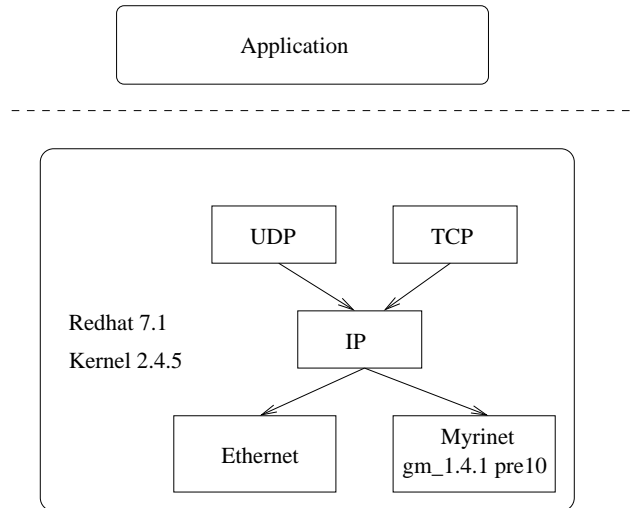 Application
UDP
TCP
Redhat 7.1
IP
Kernel 2.4.5
Ethernet
Myrinet
gm_1.4.1 pre10